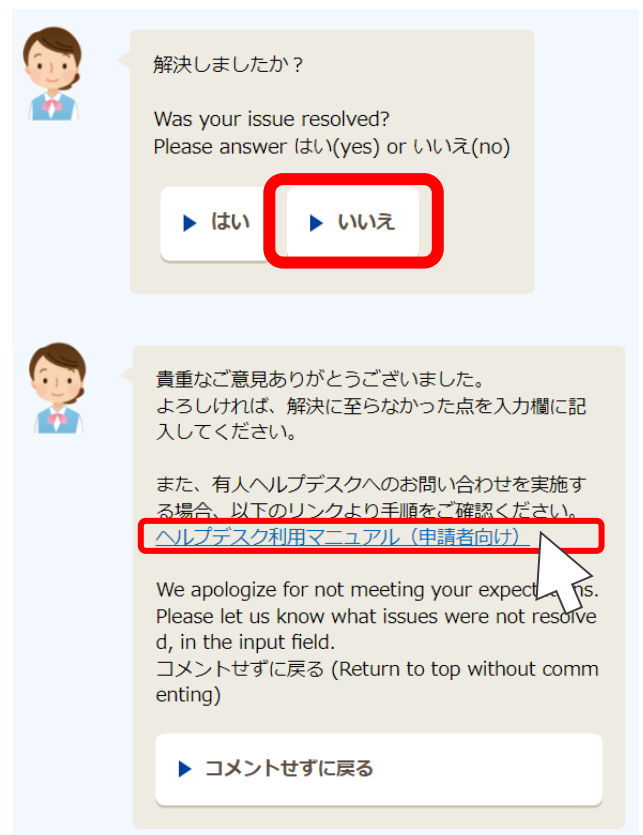 解決しましたか？
Was your issue resolved?
Please answer はい(yes) or いいえ(no)
▶ はい
▶ いいえ
貴重なご意見ありがとうございました。
よろしければ、解決に至らなかった点を入力欄に記
入してください。
また、有人ヘルプデスクへのお問い合わせを実施す
る場合、以下のリンクより手順をご確認ください。
ヘルプデスク利用マニュアル（申請者向け）
We apologize for not meeting your
Please let us know what issues were not resolve
d, in the input field.
コメントせずに戻る (Return to top without comm
enting)
▶ コメントせずに戻る